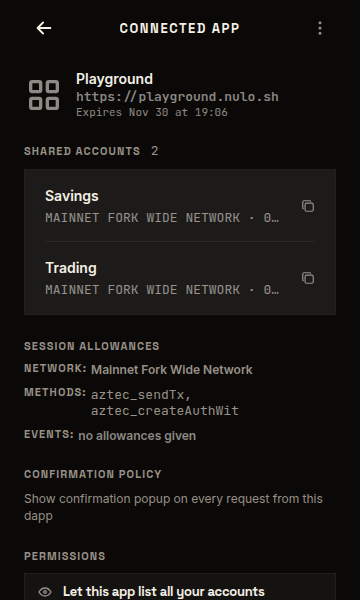 CONNECTED APP
Playground
https://playground.nulo.sh
Expires Nov 30 at 19:06
SHARED ACCOUNTS 2
Savings
MAINNET FORK WIDE NETWORK · 0…
Trading
MAINNET FORK WIDE NETWORK · 0…
SESSION ALLOWANCES
NETWORK: Mainnet Fork Wide Network
METHODS: aztec_sendTx,
aztec_createAuthWit
EVENTS: no allowances given
CONFIRMATION POLICY
Show confirmation popup on every request from this
dapp
PERMISSIONS
Let this app list all your accounts